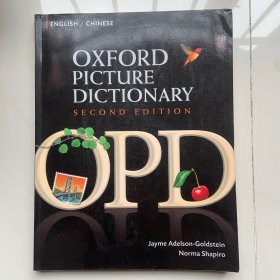 ENGLISH / CHINESE
OXFORD
PICTURE
DICTIONARY
SECOND EDITION
OPD
Jayme Adelson-Goldstein
Norma Shapiro